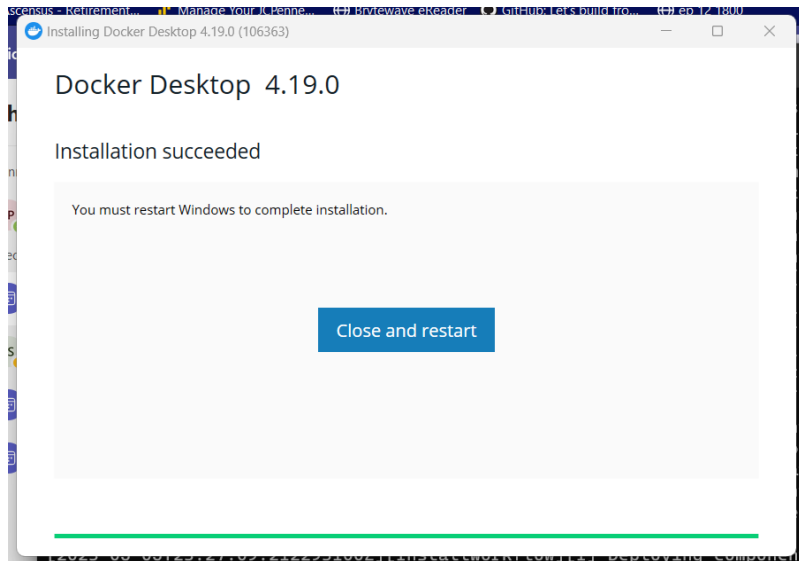 scensus - Retirement... Manage Your JCPenne... Brytewave eReader GitHub: Let's build fro... ep 12 1800
Installing Docker Desktop 4.19.0 (106363)
Docker Desktop 4.19.0
Installation succeeded
You must restart Windows to complete installation.
Close and restart